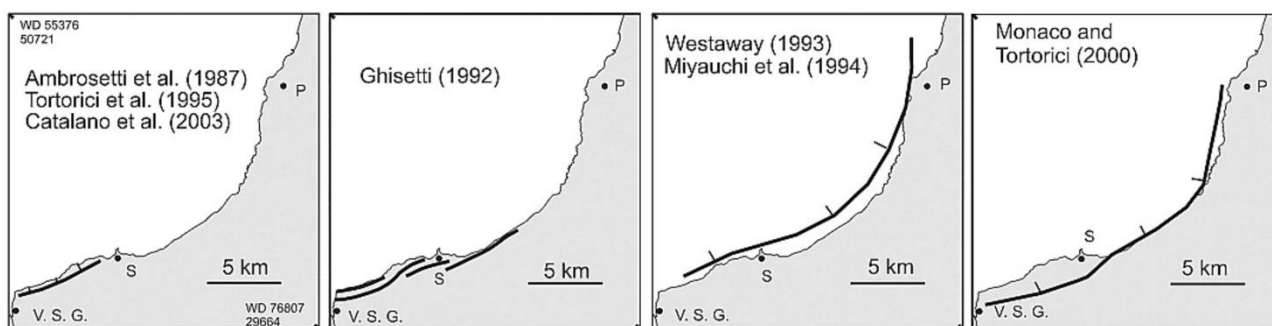 WD 55376
50721
Ambrosetti et al. (1987)
Tortorici et al. (1995)
Catalano et al. (2003)
P
S
5 km
V. S. G.
WD 76807
29664
Ghisetti (1992)
P
S
5 km
V. S. G.
Westaway (1993)
Miyauchi et al. (1994)
P
S
5 km
V. S. G.
Monaco and
Tortorici (2000)
P
S
5 km
V. S. G.